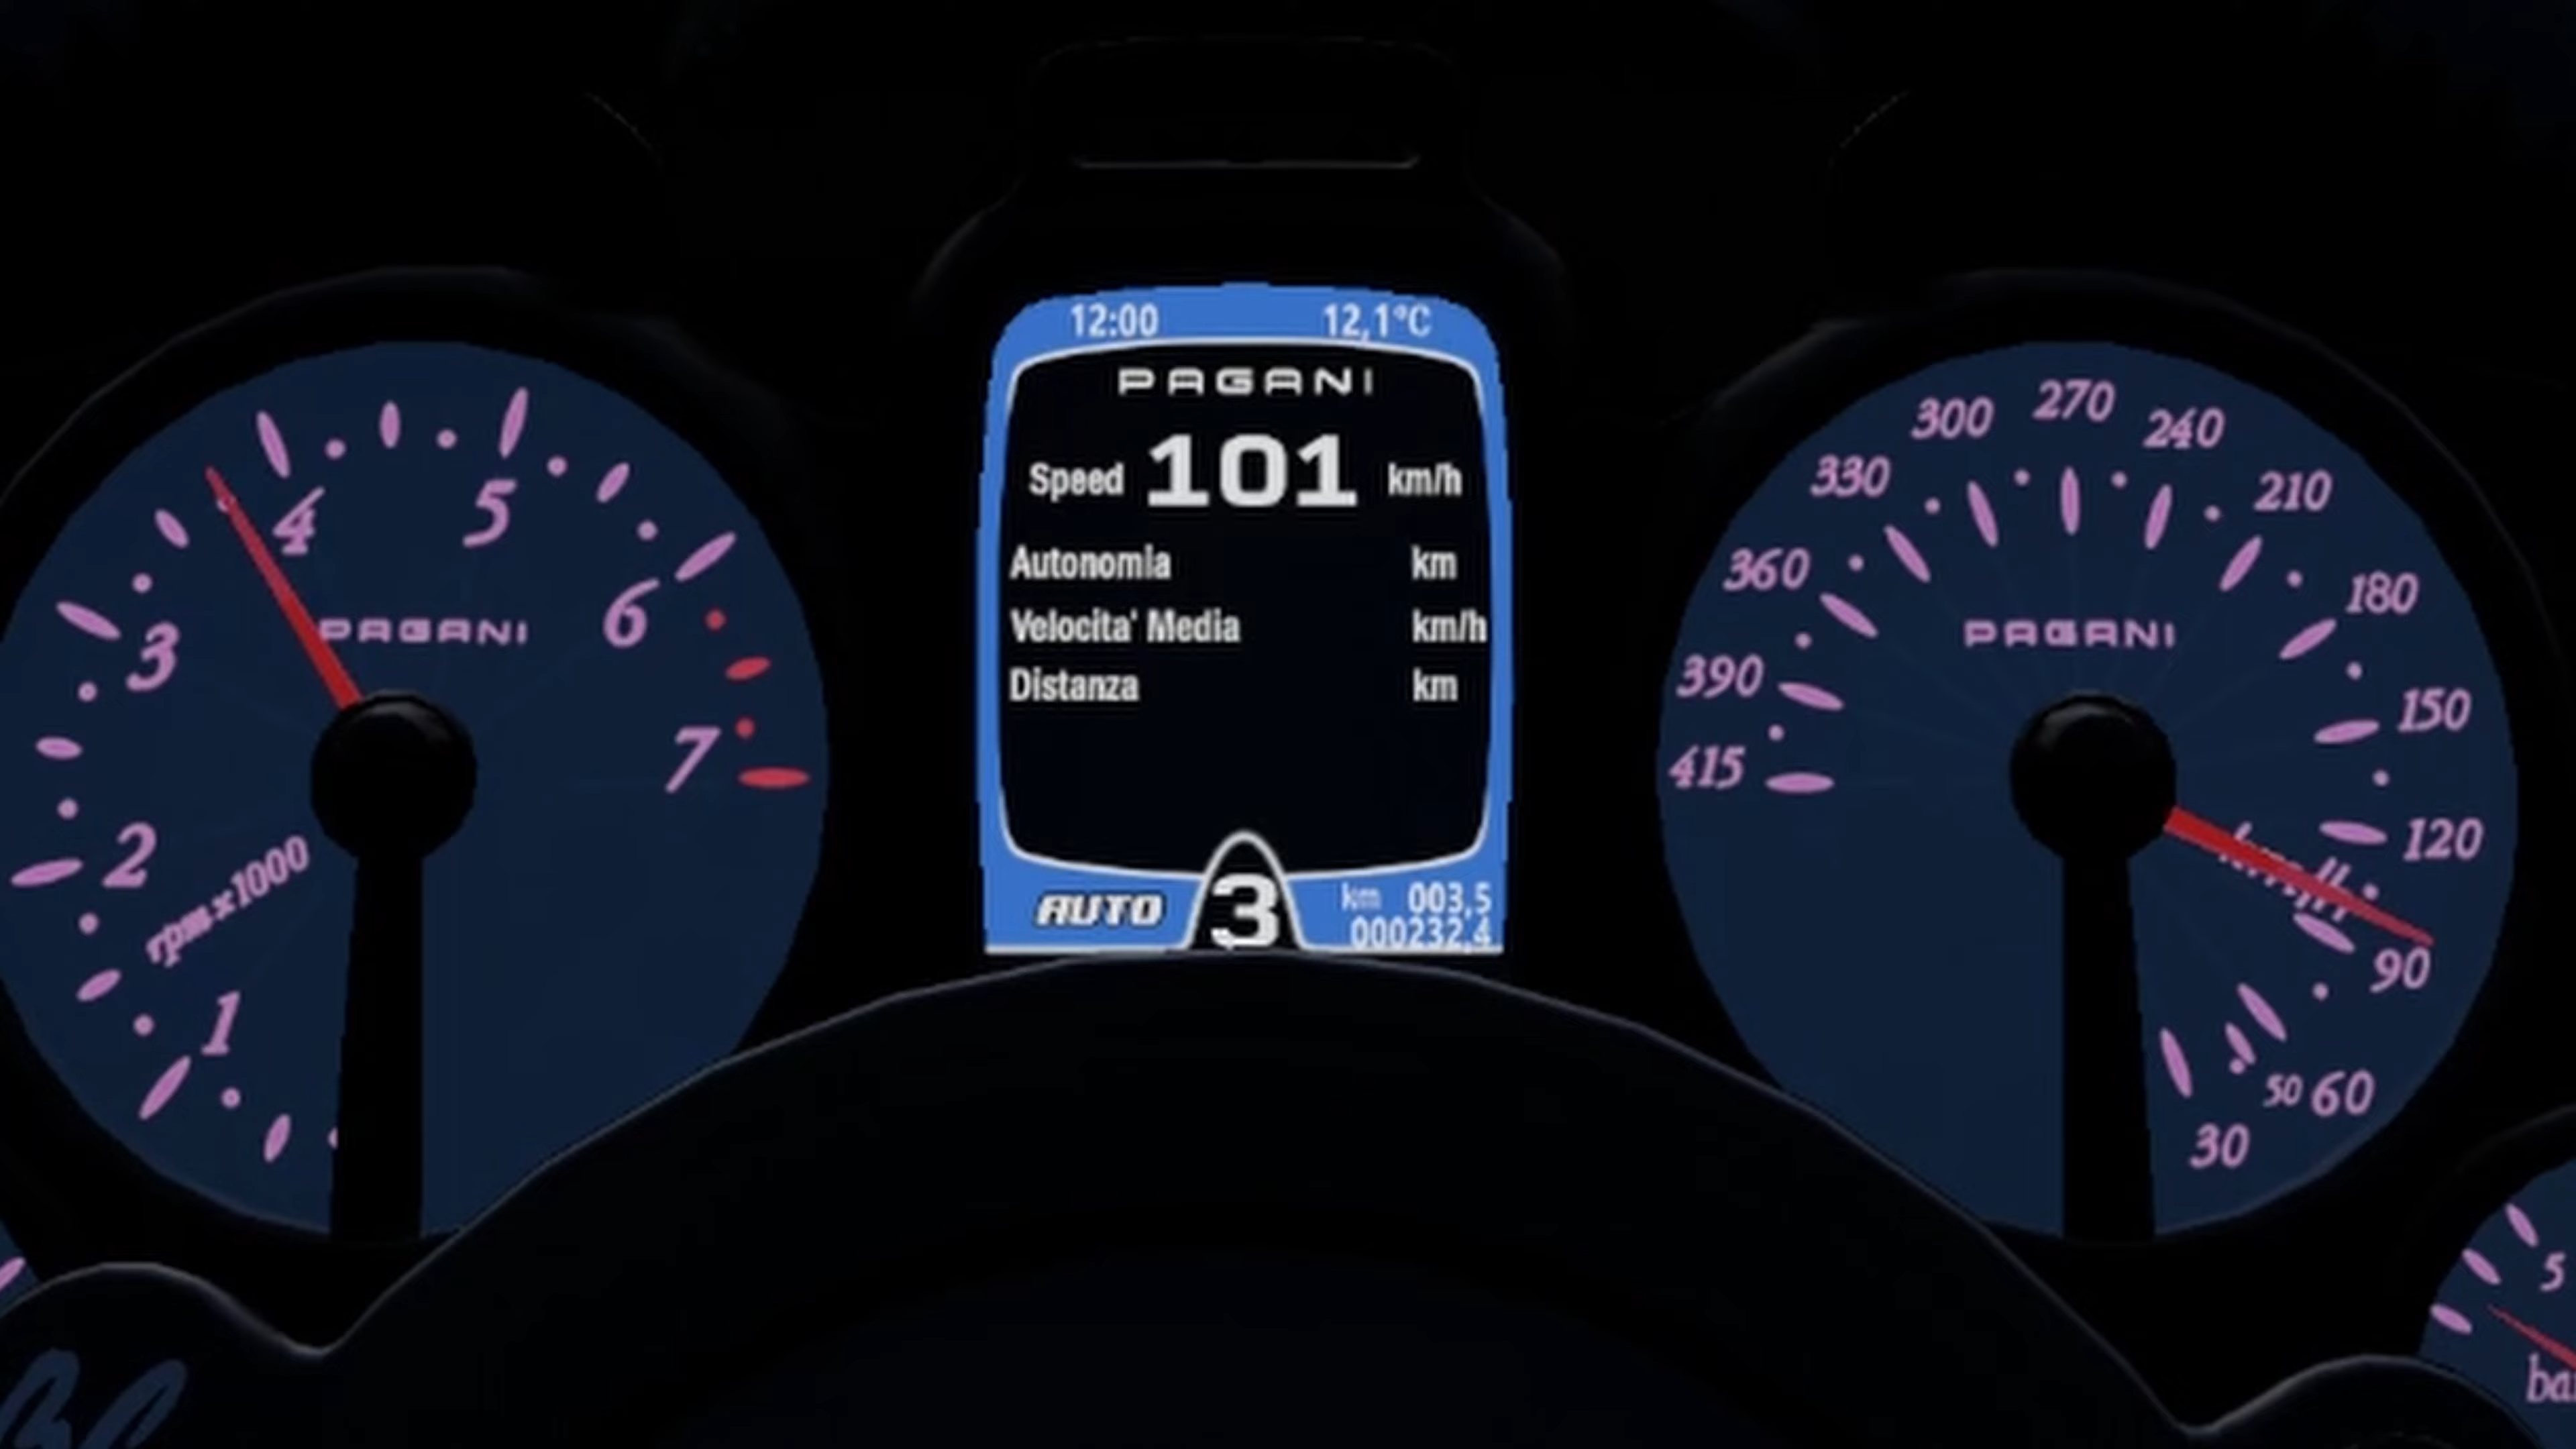 4
5
3
6
PAGANI
7
2
rpm x1000
1
12:00 12,1°C
PAGANI
Speed 101 km/h
Autonomia km
Velocita' Media km/h
Distanza km
AUTO 3 km 003,5
000232,4
270
300 240
330 210
360 180
PAGANI
390 150
415 120
km/h
90
50 60
30
5